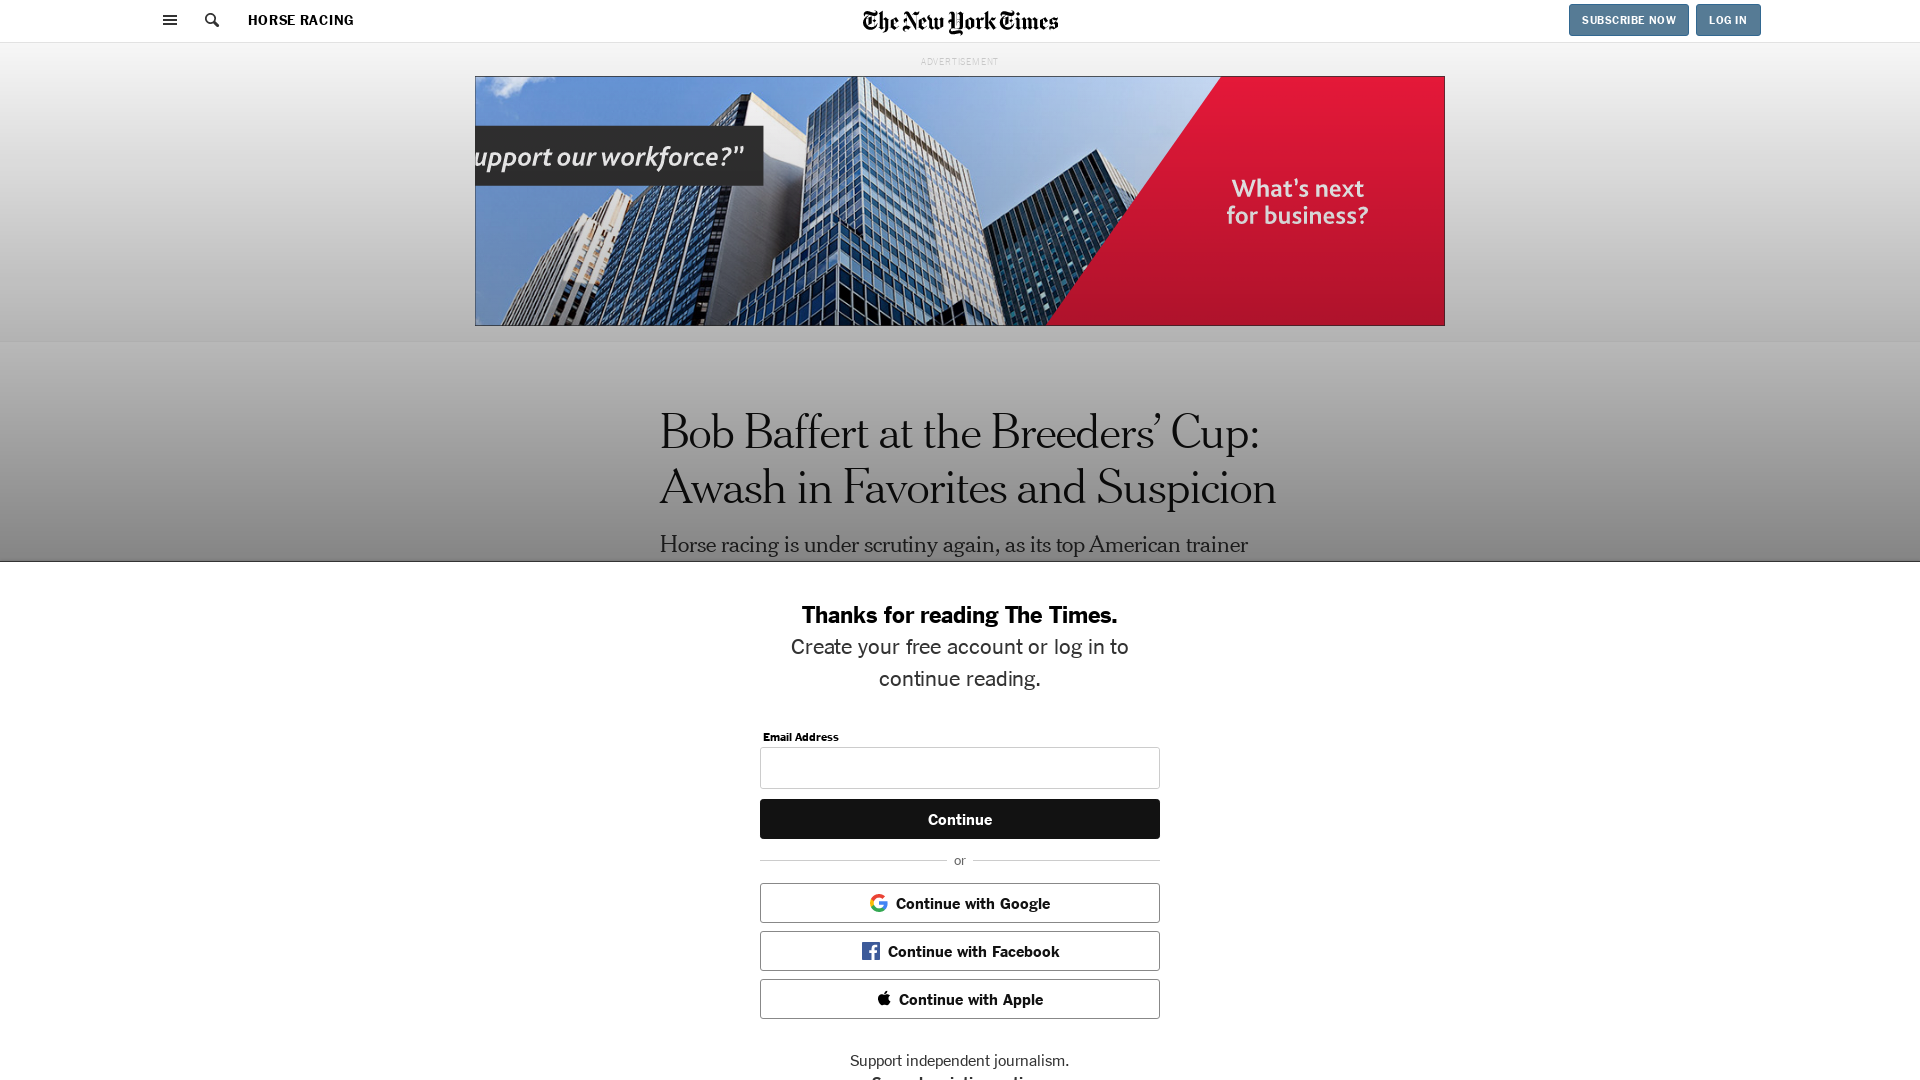 HORSE RACING
The New York Times
SUBSCRIBE NOW
LOG IN
ADVERTISEMENT
upport our workforce?”
What’s next
for business?
Bob Baffert at the Breeders’ Cup:
Awash in Favorites and Suspicion
Horse racing is under scrutiny again, as its top American trainer
Thanks for reading The Times.
Create your free account or log in to
continue reading.
Email Address
Continue
or
Continue with Google
Continue with Facebook
Continue with Apple
Support independent journalism.